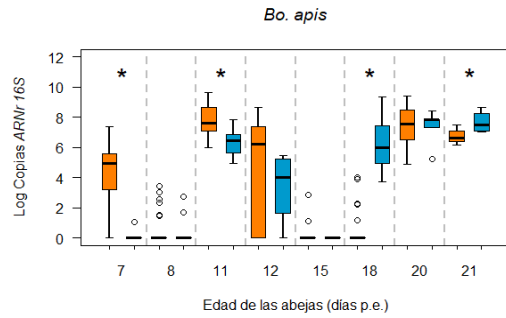 Bo. apis
12
10
8
6
4
2
0
Log Copias ARNr 16S
* * * *
7 8 11 12 15 18 20 21
Edad de las abejas (días p.e.)